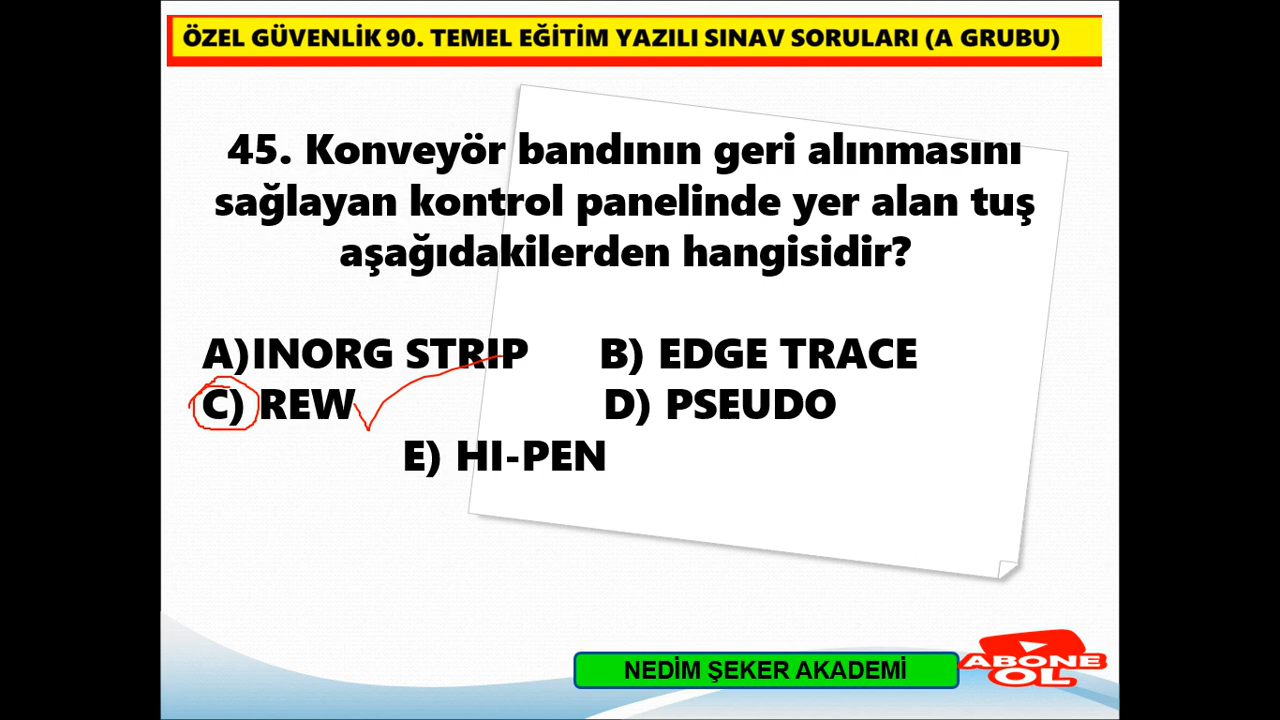 ÖZEL GÜVENLİK 90. TEMEL EĞİTİM YAZILI SINAV SORULARI (A GRUBU)
45. Konveyör bandının geri alınmasını
sağlayan kontrol panelinde yer alan tuş
aşağıdakilerden hangisidir?
A)INORG STRIP B) EDGE TRACE
C) REW D) PSEUDO
E) HI-PEN
NEDİM ŞEKER AKADEMİ
ABONE
OL